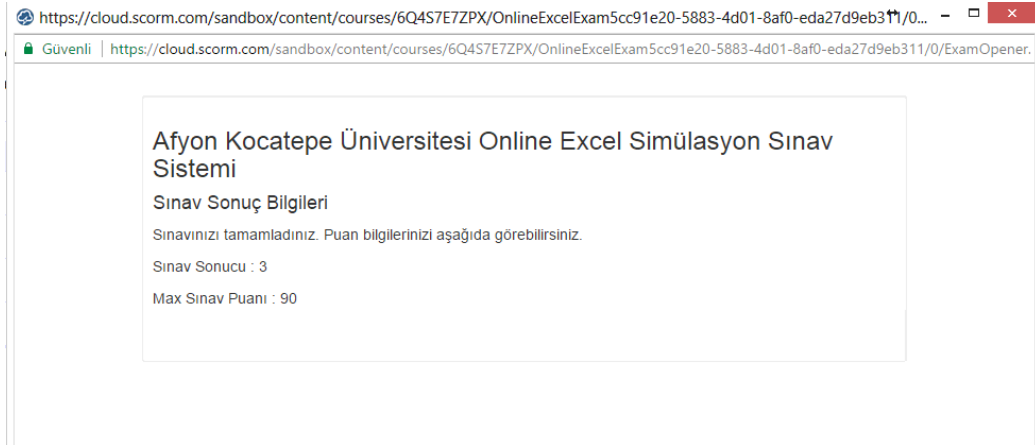 https://cloud.scorm.com/sandbox/content/courses/6Q4S7E7ZPX/OnlineExcelExam5cc91e20-5883-4d01-8af0-eda27d9eb311/0...
Güvenli | https://cloud.scorm.com/sandbox/content/courses/6Q4S7E7ZPX/OnlineExcelExam5cc91e20-5883-4d01-8af0-eda27d9eb311/0/ExamOpener.
Afyon Kocatepe Üniversitesi Online Excel Simülasyon Sınav
Sistemi
Sınav Sonuç Bilgileri
Sınavınızı tamamladınız. Puan bilgilerinizi aşağıda görebilirsiniz.
Sınav Sonucu : 3
Max Sınav Puanı : 90